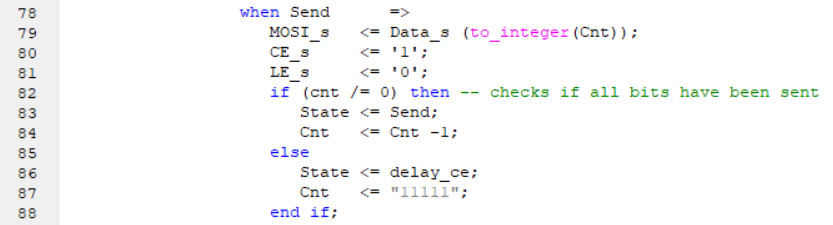 78 when Send =>
79 MOSI_s <= Data_s (to_integer(Cnt));
80 CE_s <= '1';
81 LE_s <= '0';
82 if (cnt /= 0) then -- checks if all bits have been sent
83 State <= Send;
84 Cnt <= Cnt -1;
85 else
86 State <= delay_ce;
87 Cnt <= "11111";
88 end if;